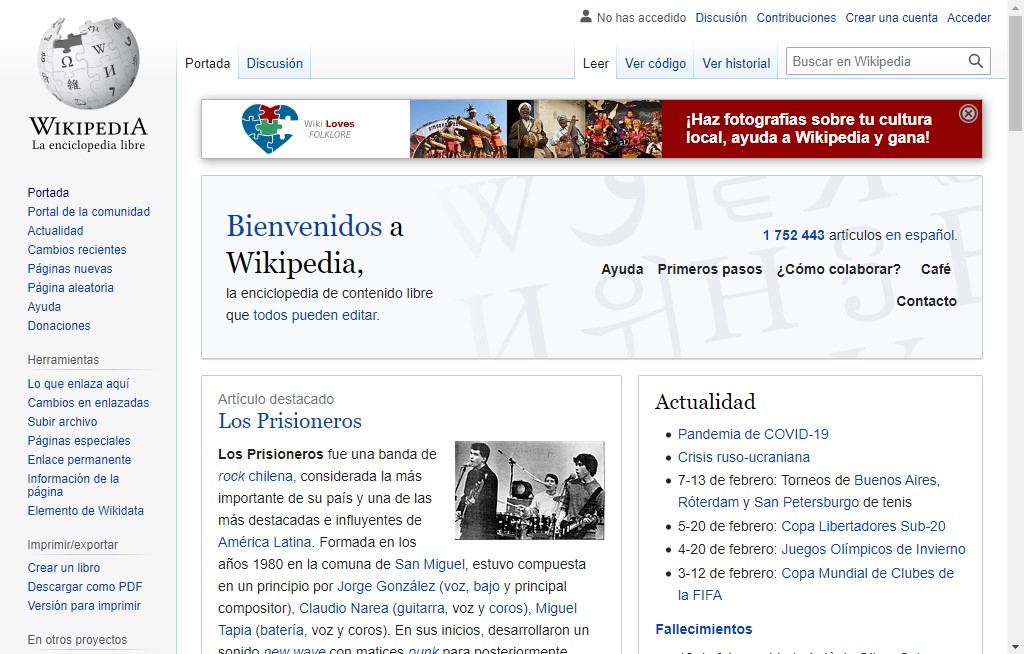 No has accedido Discusión Contribuciones Crear una cuenta Acceder
WIKIPEDIA
La enciclopedia libre
Portada Discusión Leer Ver código Ver historial Buscar en Wikipedia
Wiki Loves
FOLKLORE
¡Haz fotografías sobre tu cultura
local, ayuda a Wikipedia y gana!
Portada
Portal de la comunidad
Actualidad
Cambios recientes
Páginas nuevas
Página aleatoria
Ayuda
Donaciones
Herramientas
Lo que enlaza aquí
Cambios en enlazadas
Subir archivo
Páginas especiales
Enlace permanente
Información de la
página
Elemento de Wikidata
Imprimir/exportar
Crear un libro
Descargar como PDF
Versión para imprimir
En otros proyectos
Bienvenidos a
Wikipedia,
la enciclopedia de contenido libre
que todos pueden editar.
1 752 443 artículos en español.
Ayuda Primeros pasos ¿Cómo colaborar? Café
Contacto
Artículo destacado
Los Prisioneros
Los Prisioneros fue una banda de
rock chilena, considerada la más
importante de su país y una de las
más destacadas e influyentes de
América Latina. Formada en los
años 1980 en la comuna de San Miguel, estuvo compuesta
en un principio por Jorge González (voz, bajo y principal
compositor), Claudio Narea (guitarra, voz y coros), Miguel
Tapia (batería, voz y coros). En sus inicios, desarrollaron un
sonido new wave con matices punk para posteriormente
Actualidad
Pandemia de COVID-19
Crisis ruso-ucraniana
7-13 de febrero: Torneos de Buenos Aires,
Róterdam y San Petersburgo de tenis
5-20 de febrero: Copa Libertadores Sub-20
4-20 de febrero: Juegos Olímpicos de Invierno
3-12 de febrero: Copa Mundial de Clubes de
la FIFA
Fallecimientos